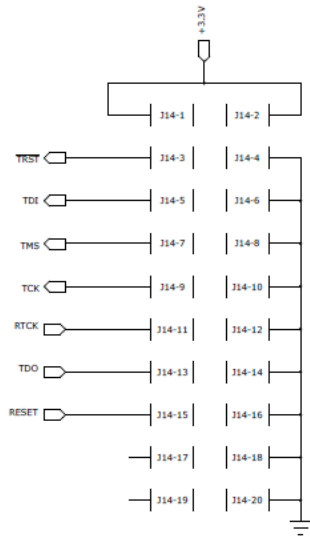 +3.3V
J14-1 J14-2
TRST J14-3 J14-4
TDI J14-5 J14-6
TMS J14-7 J14-8
TCK J14-9 J14-10
RTCK J14-11 J14-12
TDO J14-13 J14-14
RESET J14-15 J14-16
J14-17 J14-18
J14-19 J14-20